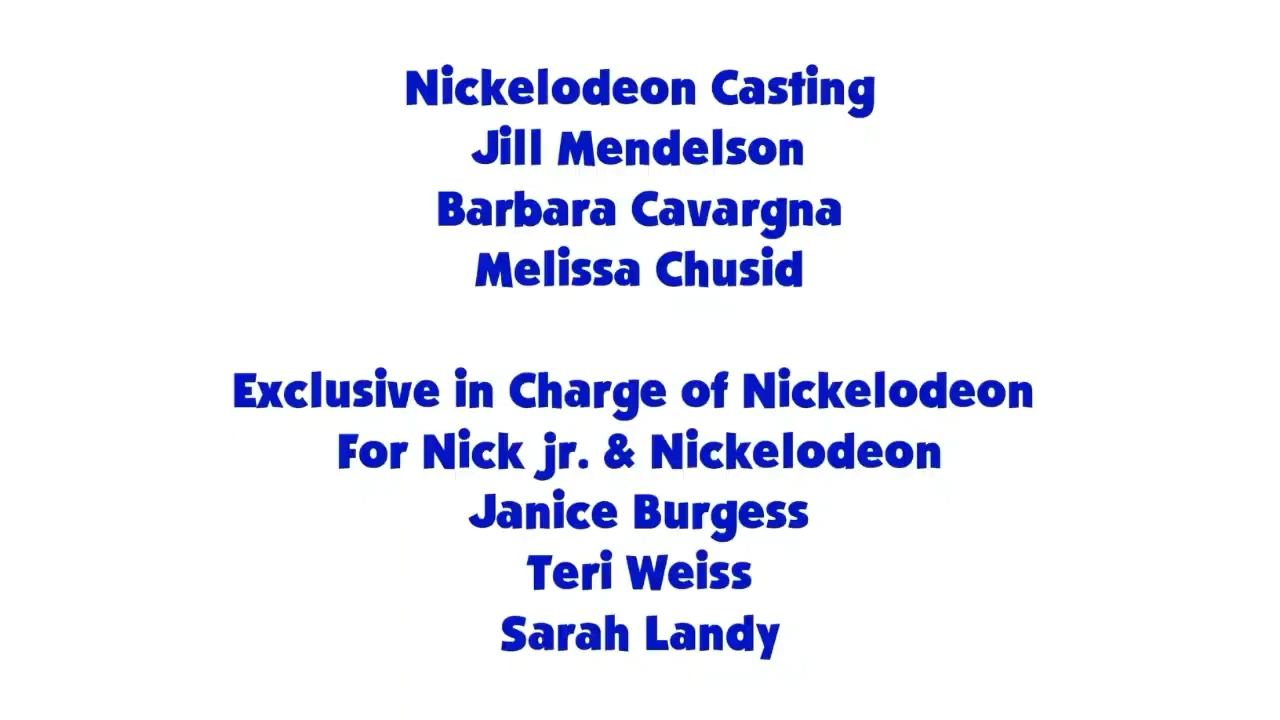 Nickelodeon Casting
Jill Mendelson
Barbara Cavargna
Melissa Chusid
Exclusive in Charge of Nickelodeon
For Nick jr. & Nickelodeon
Janice Burgess
Teri Weiss
Sarah Landy